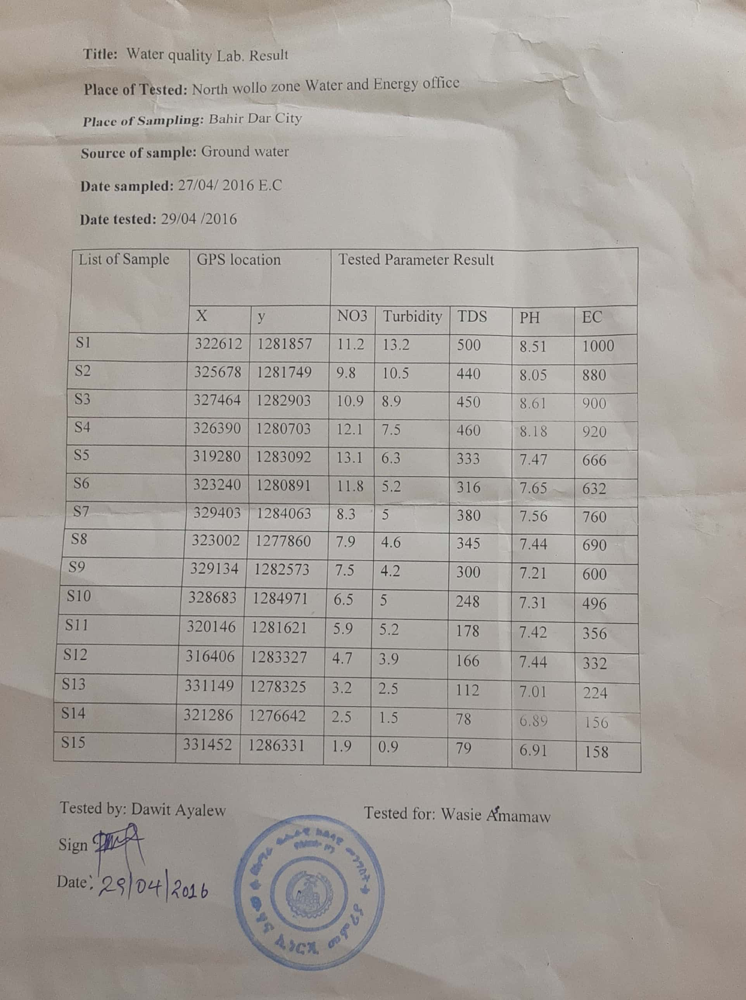 Title: Water quality Lab. Result
Place of Tested: North wollo zone Water and Energy office
Place of Sampling: Bahir Dar City
Source of sample: Ground water
Date sampled: 27/04/ 2016 E.C
Date tested: 29/04 /2016
List of Sample GPS location Tested Parameter Result
X y NO3 Turbidity TDS PH EC
S1 322612 1281857 11.2 13.2 500 8.51 1000
S2 325678 1281749 9.8 10.5 440 8.05 880
S3 327464 1282903 10.9 8.9 450 8.61 900
S4 326390 1280703 12.1 7.5 460 8.18 920
S5 319280 1283092 13.1 6.3 333 7.47 666
S6 323240 1280891 11.8 5.2 316 7.65 632
S7 329403 1284063 8.3 5 380 7.56 760
S8 323002 1277860 7.9 4.6 345 7.44 690
S9 329134 1282573 7.5 4.2 300 7.21 600
S10 328683 1284971 6.5 5 248 7.31 496
S11 320146 1281621 5.9 5.2 178 7.42 356
S12 316406 1283327 4.7 3.9 166 7.44 332
S13 331149 1278325 3.2 2.5 112 7.01 224
S14 321286 1276642 2.5 1.5 78 6.89 156
S15 331452 1286331 1.9 0.9 79 6.91 158
Tested by: Dawit Ayalew Tested for: Wasie Amamaw
Sign
Date: 29/04/2016
ኢነርጂ